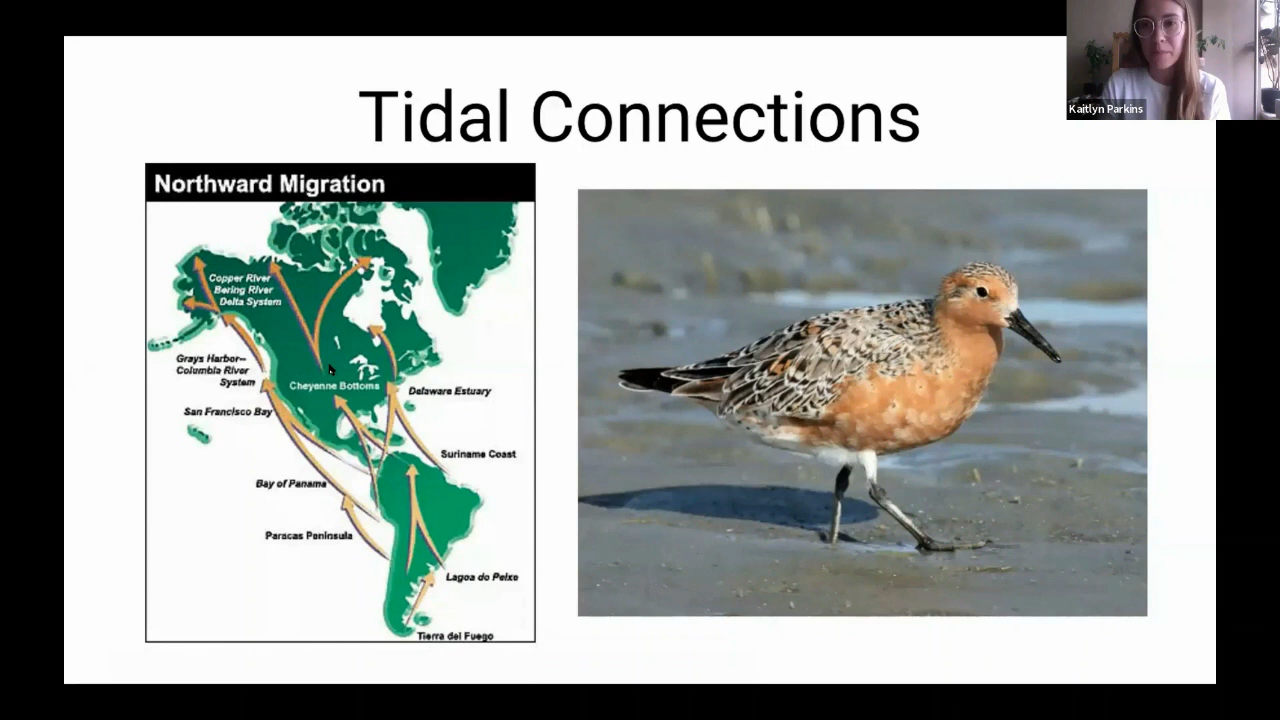 Tidal Connections
Kaitlyn Parkins
Northward Migration
Copper River
Bering River
Delta System
Grays Harbor–
Columbia River
System
Cheyenne Bottoms
Delaware Estuary
San Francisco Bay
Suriname Coast
Bay of Panama
Paracas Peninsula
Lagoa do Peixe
Tierra del Fuego